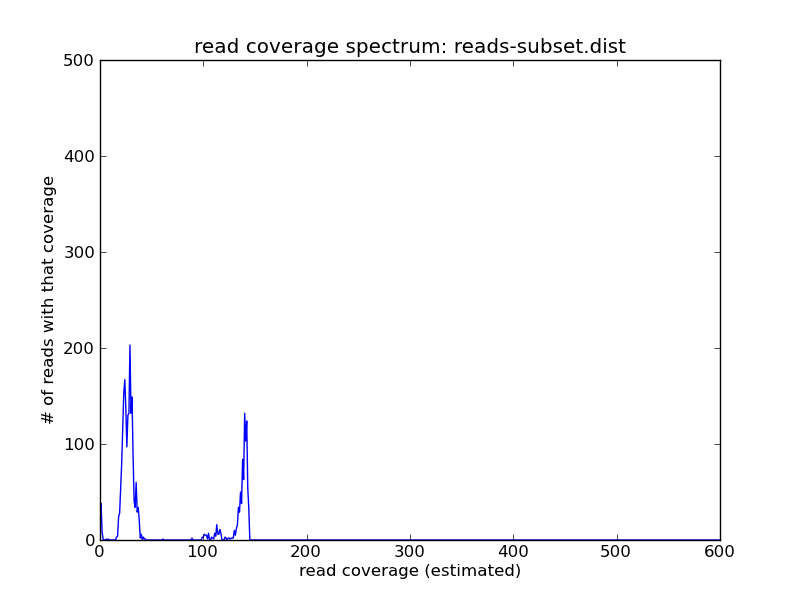 read coverage spectrum: reads-subset.dist
500
400
300
200
100
0
# of reads with that coverage
0 100 200 300 400 500 600
read coverage (estimated)